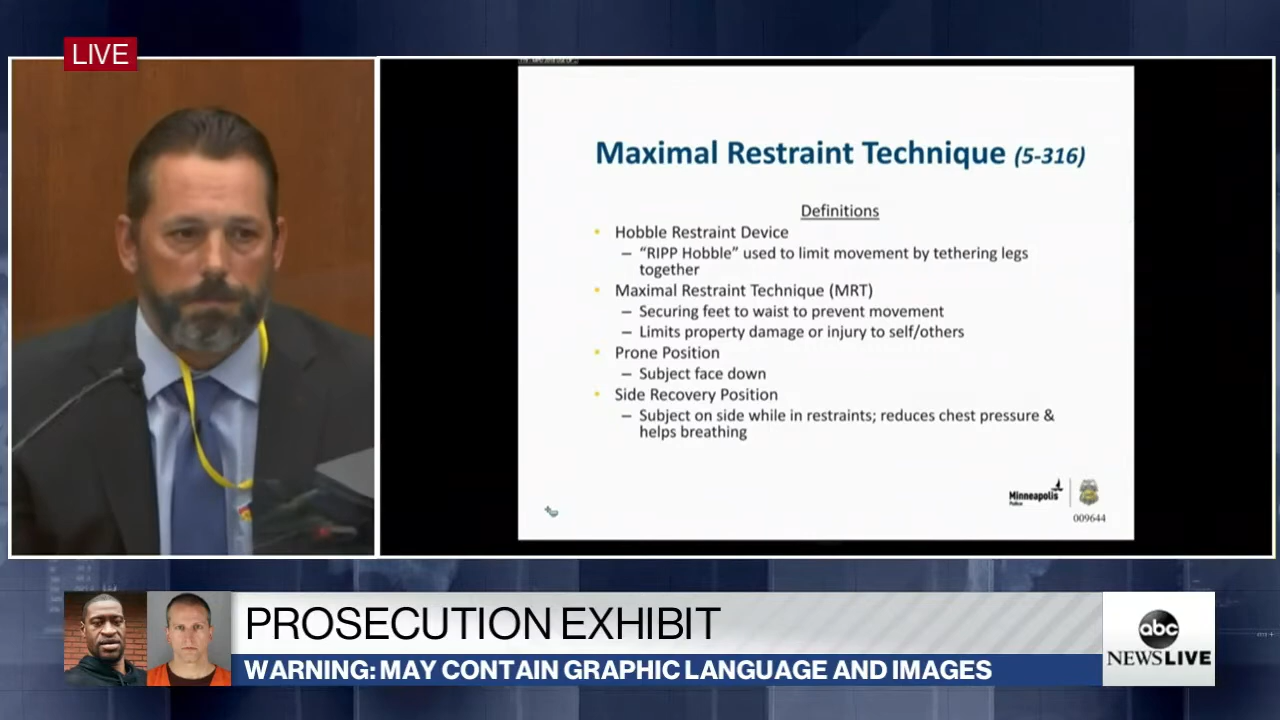 LIVE
Maximal Restraint Technique (5-316)
Definitions
• Hobble Restraint Device
– “RIPP Hobble” used to limit movement by tethering legs
together
• Maximal Restraint Technique (MRT)
– Securing feet to waist to prevent movement
– Limits property damage or injury to self/others
• Prone Position
– Subject face down
• Side Recovery Position
– Subject on side while in restraints; reduces chest pressure &
helps breathing
Minneapolis
Police
009644
PROSECUTION EXHIBIT
WARNING: MAY CONTAIN GRAPHIC LANGUAGE AND IMAGES
abc
NEWS LIVE